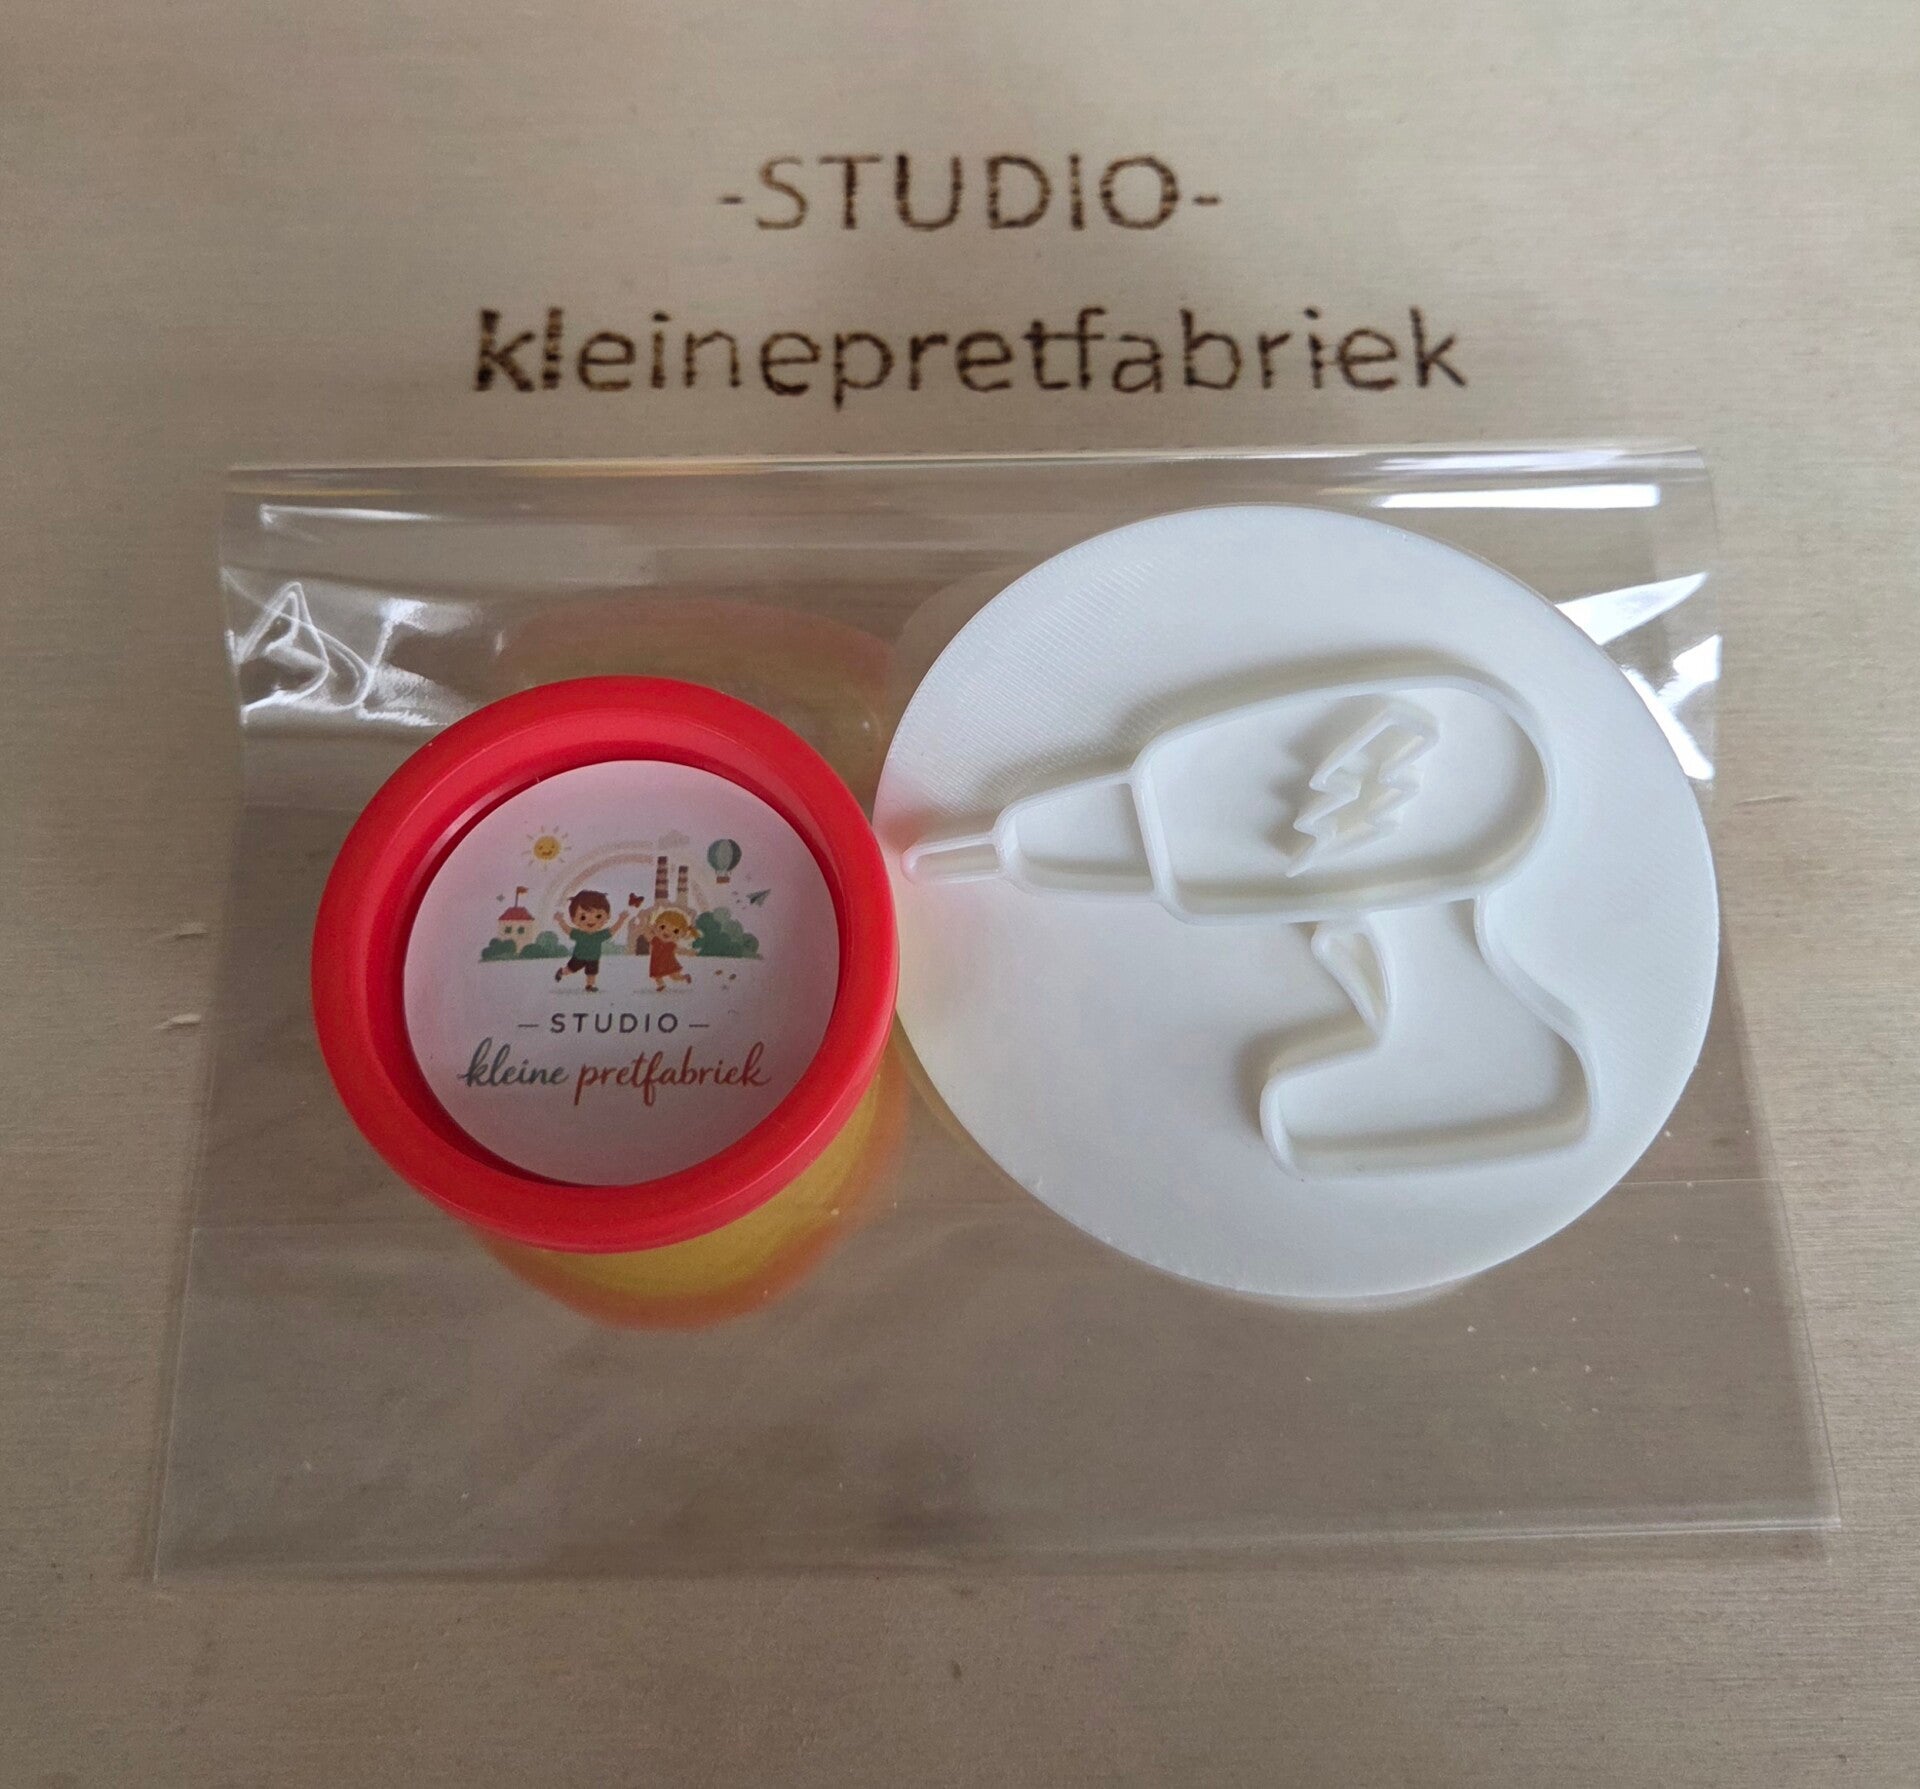 -STUDIO-
kleinepretfabriek
– STUDIO –
kleine pretfabriek